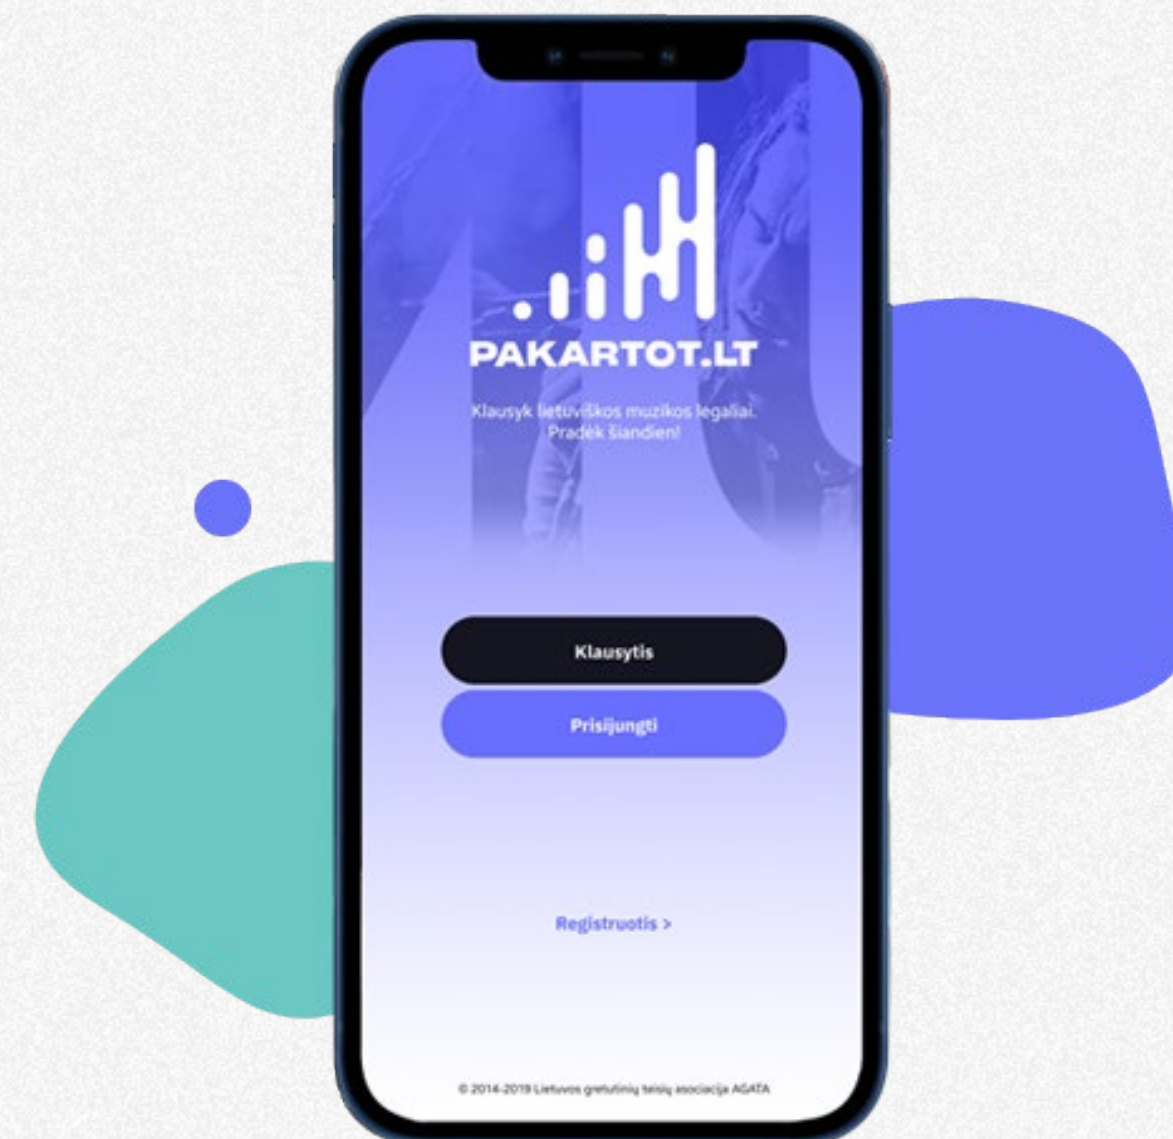 PAKARTOT.LT
Klausyk lietuviškos muzikos legaliai.
Pradėk šiandien!
Klausytis
Prisijungti
Registruotis >
© 2014-2019 Lietuvos gretutinių teisių asociacija AGATA